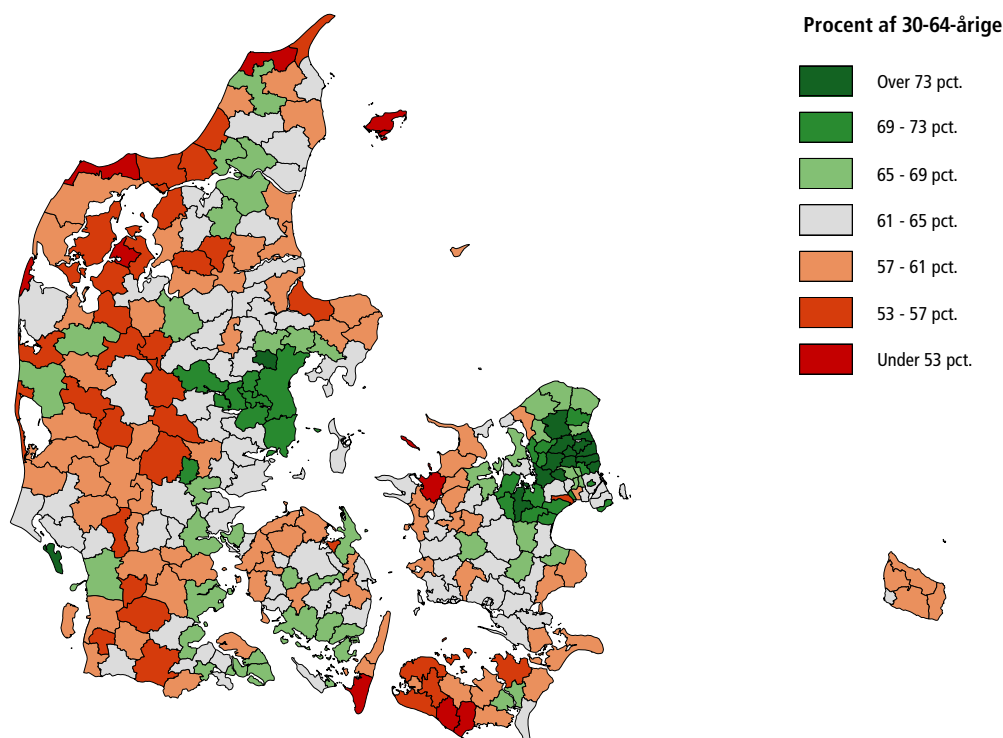 Procent af 30-64-årige
Over 73 pct.
69 - 73 pct.
65 - 69 pct.
61 - 65 pct.
57 - 61 pct.
53 - 57 pct.
Under 53 pct.